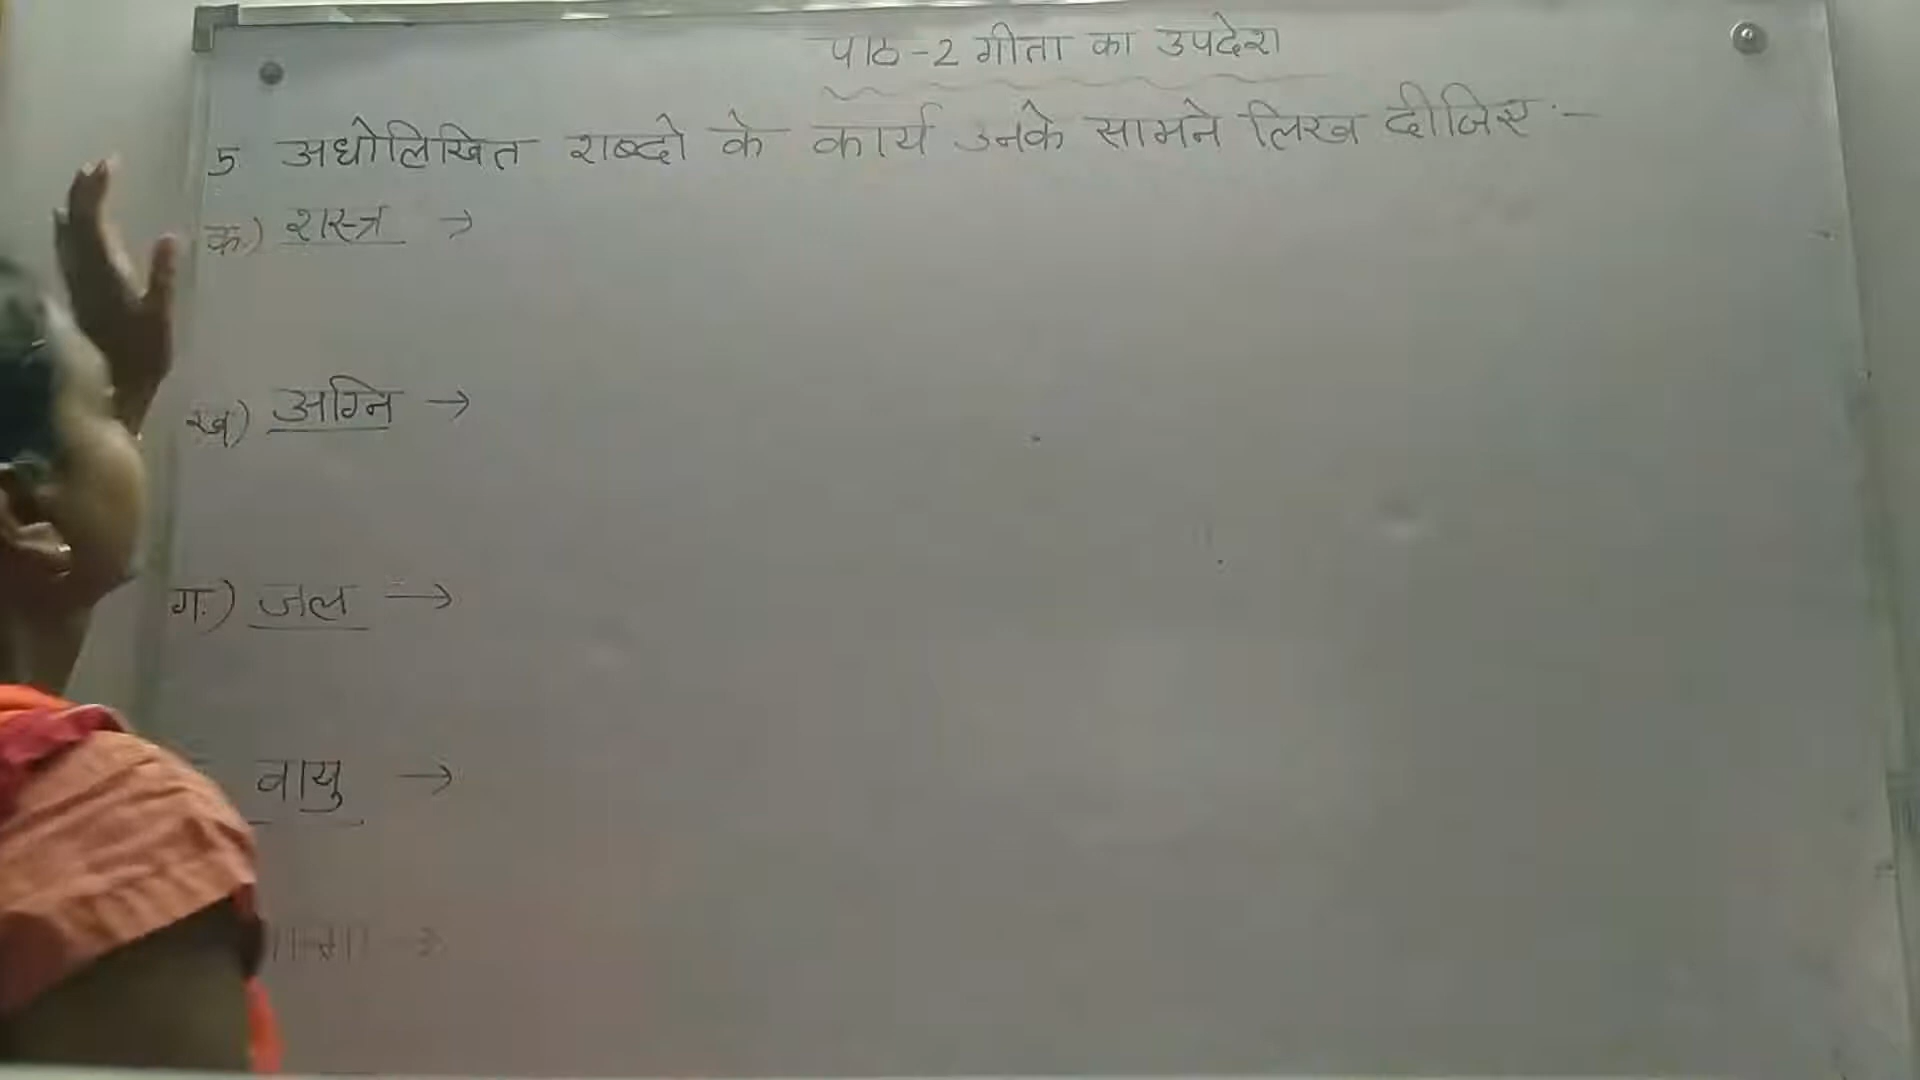 पाठ-2 गीता का उपदेश
5. अधोलिखित शब्दो के कार्य उनके सामने लिख दीजिए :-
क.) शस्त्र →
ख) अग्नि →
ग.) जल →
वायु →